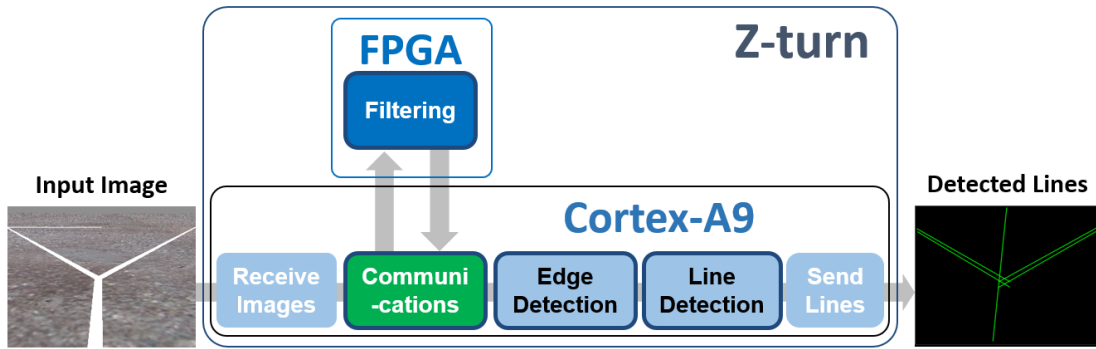 Z-turn
FPGA
Filtering
Input Image
Detected Lines
Cortex-A9
Receive
Images
Communi
-cations
Edge
Detection
Line
Detection
Send
Lines